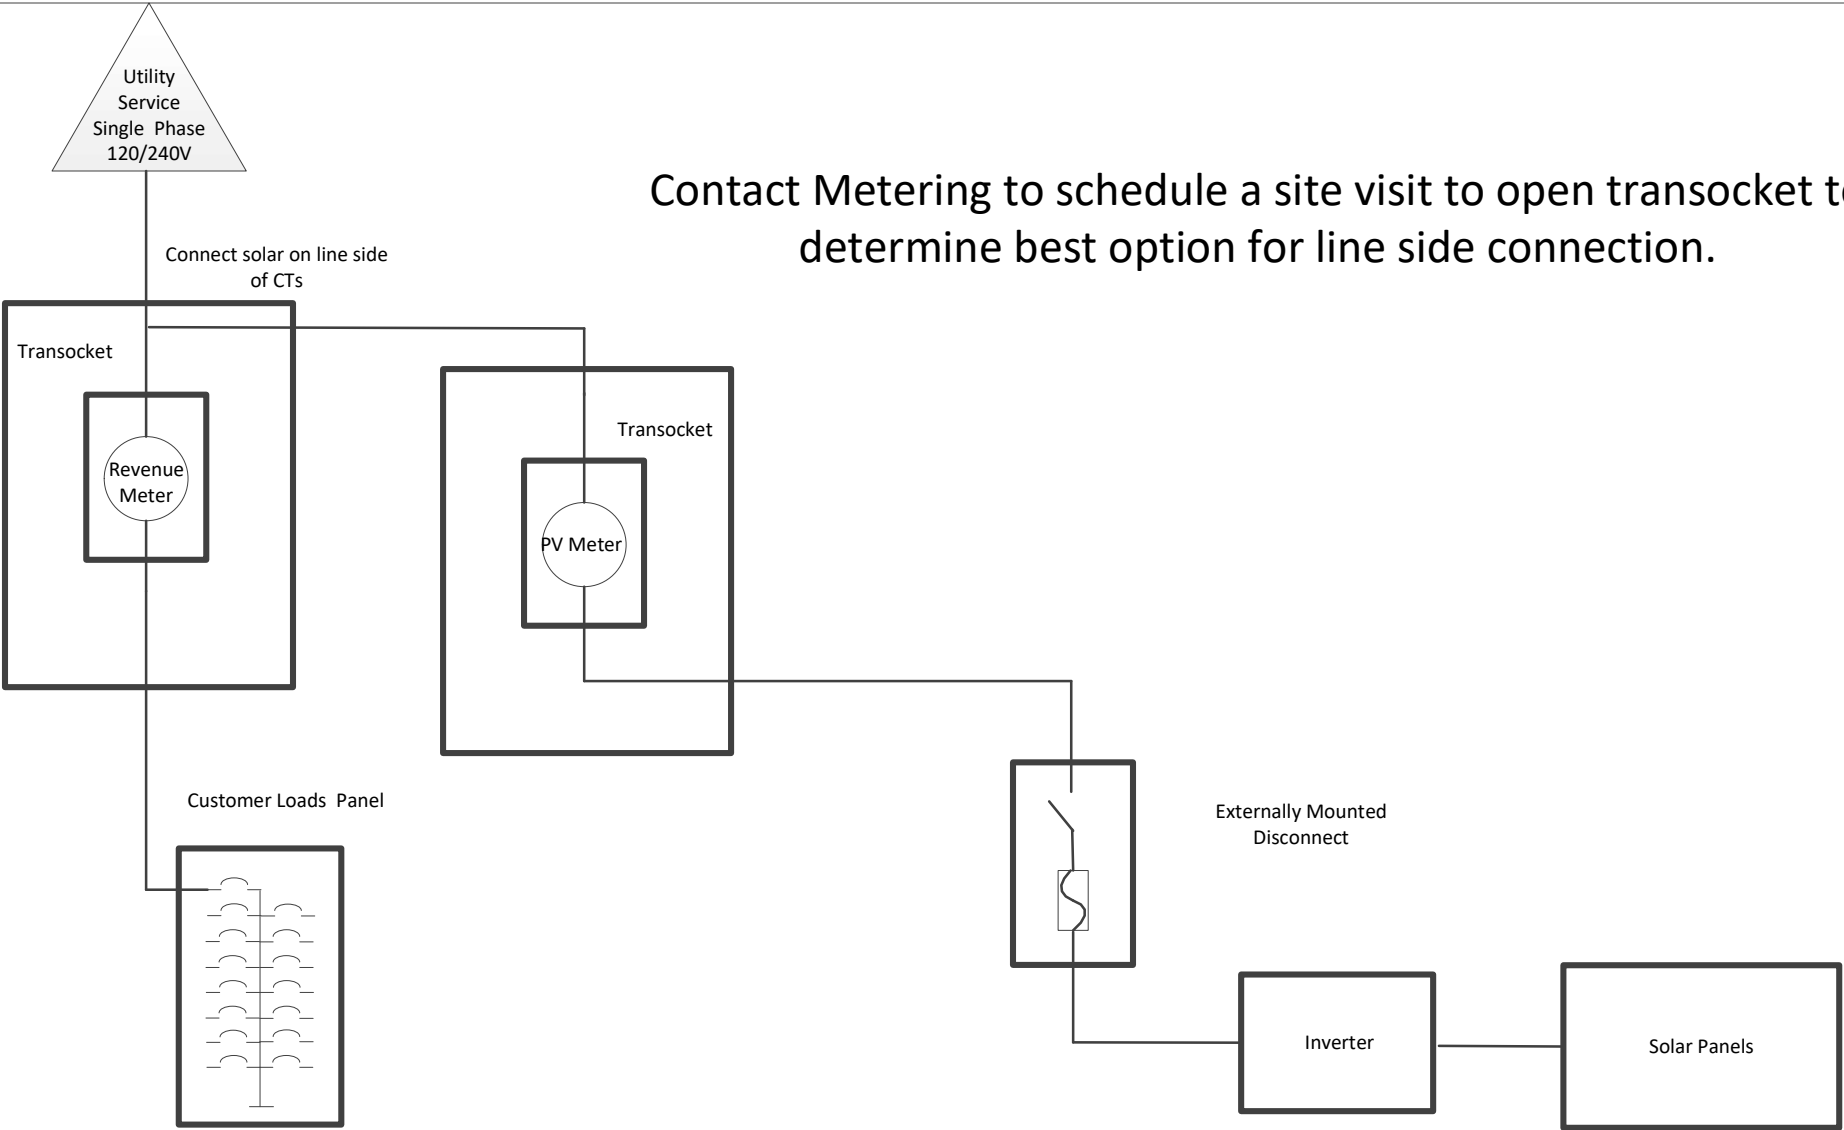 Utility
Service
Single Phase
120/240V
Contact Metering to schedule a site visit to open transocket
determine best option for line side connection.
Connect solar on line side
of CTs
Transocket
Revenue
Meter
Transocket
PV Meter
Customer Loads Panel
Externally Mounted
Disconnect
Inverter
Solar Panels